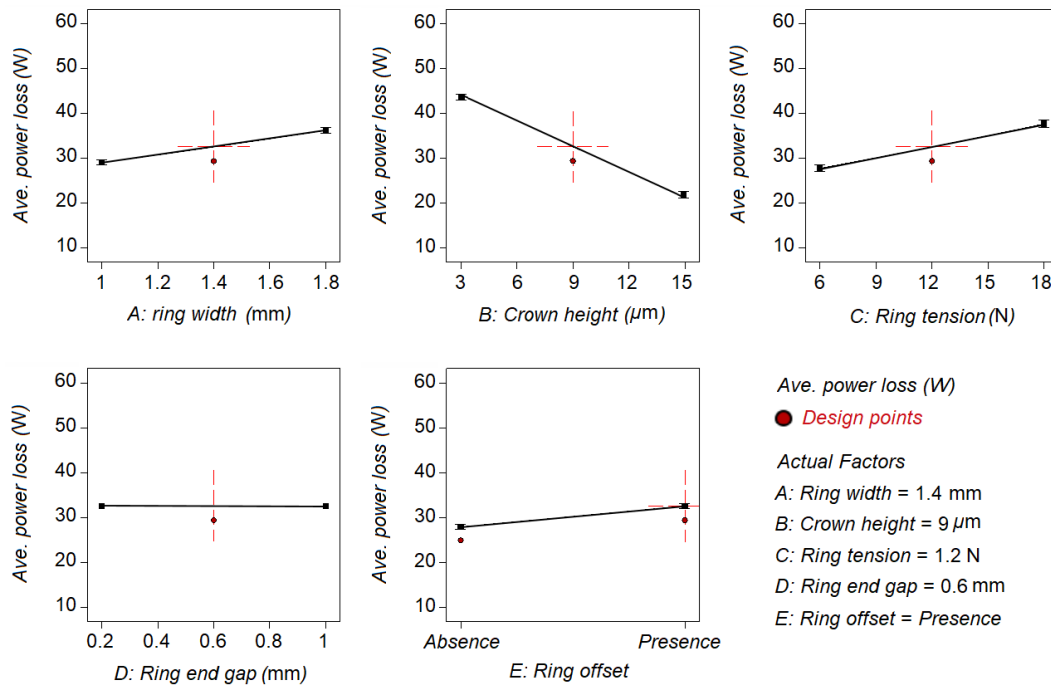 60
50
40
30
20
10
Ave. power loss (W)
1 1.2 1.4 1.6 1.8
A: ring width (mm)
60
50
40
30
20
10
Ave. power loss (W)
3 6 9 12 15
B: Crown height (µm)
60
50
40
30
20
10
Ave. power loss (W)
6 9 12 15 18
C: Ring tension (N)
60
50
40
30
20
10
Ave. power loss (W)
0.2 0.4 0.6 0.8 1
D: Ring end gap (mm)
60
50
40
30
20
10
Ave. power loss (W)
Absence Presence
E: Ring offset
Ave. power loss (W)
Design points
Actual Factors
A: Ring width = 1.4 mm
B: Crown height = 9 µm
C: Ring tension = 1.2 N
D: Ring end gap = 0.6 mm
E: Ring offset = Presence